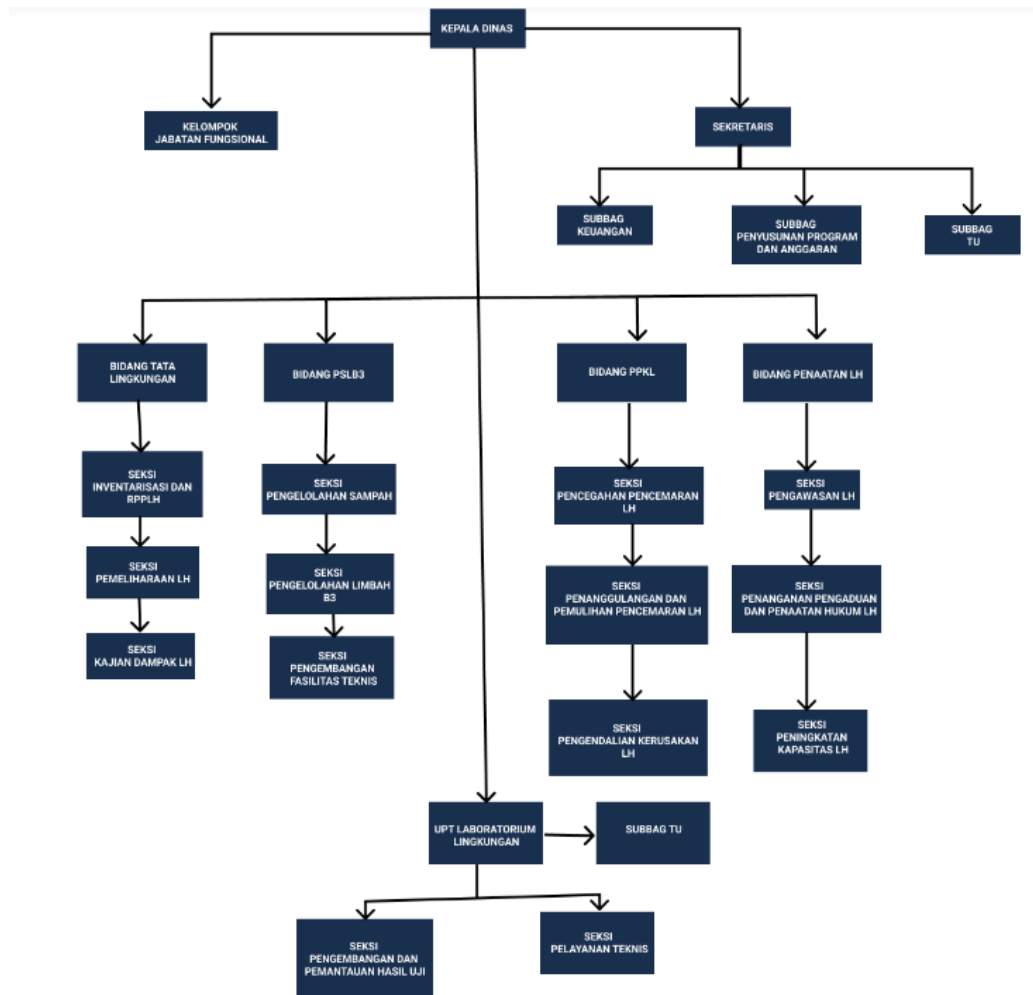 KEPALA DINAS
KELOMPOK
JABATAN FUNGSIONAL
SEKRETARIS
SUBBAG
KEUANGAN
SUBBAG
PENYUSUNAN PROGRAM
DAN ANGGARAN
SUBBAG
TU
BIDANG TATA
LINGKUNGAN
BIDANG PSLB3
BIDANG PPKL
BIDANG PENAATAN LH
SEKSI
INVENTARISASI DAN
RPPLH
SEKSI
PENGELOLAHAN SAMPAH
SEKSI
PENCEGAHAN PENCEMARAN
LH
SEKSI
PENGAWASAN LH
SEKSI
PEMELIHARAAN LH
SEKSI
PENGELOLAHAN LIMBAH
B3
SEKSI
PENANGGULANGAN DAN
PEMULIHAN PENCEMARAN LH
SEKSI
PENANGANAN PENGADUAN
DAN PENAATAN HUKUM LH
SEKSI
KAJIAN DAMPAK LH
SEKSI
PENGEMBANGAN
FASILITAS TEKNIS
SEKSI
PENGENDALIAN KERUSAKAN
LH
SEKSI
PENINGKATAN
KAPASITAS LH
UPT LABORATORIUM
LINGKUNGAN
SUBBAG TU
SEKSI
PENGEMBANGAN DAN
PEMANTAUAN HASIL UJI
SEKSI
PELAYANAN TEKNIS